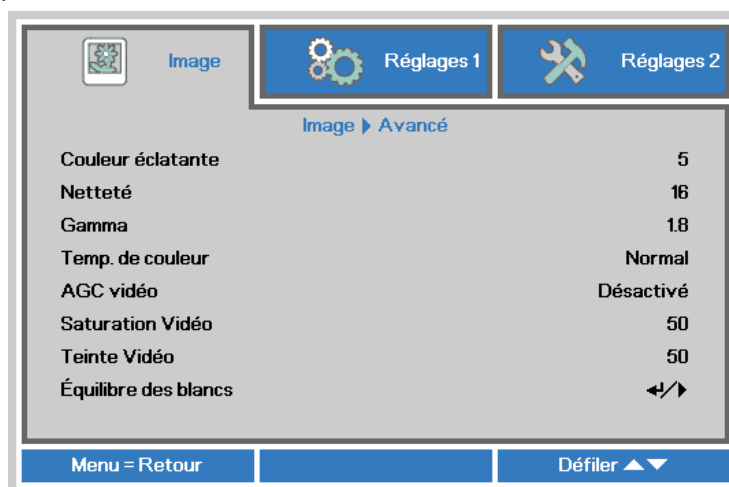 Image Réglages 1 Réglages 2
Image Avancé
Couleur éclatante 5
Netteté 16
Gamma 1.8
Temp. de couleur Normal
AGC vidéo Désactivé
Saturation Vidéo 50
Teinte Vidéo 50
Équilibre des blancs /
Menu = Retour Défiler